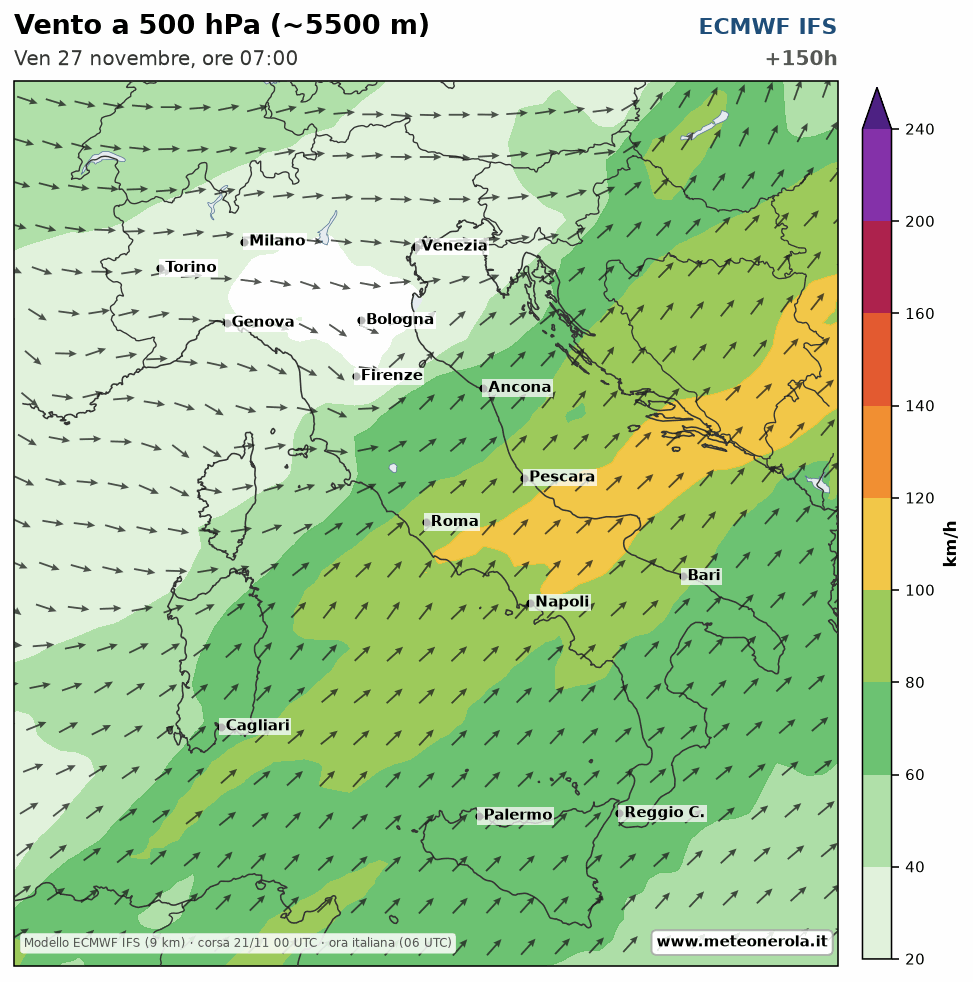 Vento a 500 hPa (~5500 m)
ECMWF IFS
Ven 27 novembre, ore 07:00
+150h
Milano
Venezia
Torino
Genova
Bologna
Firenze
Ancona
Pescara
Roma
Bari
Napoli
Cagliari
Palermo
Reggio C.
240
200
160
140
120
100
80
60
40
20
km/h
Modello ECMWF IFS (9 km) · corsa 21/11 00 UTC · ora italiana (06 UTC)
www.meteonerola.it